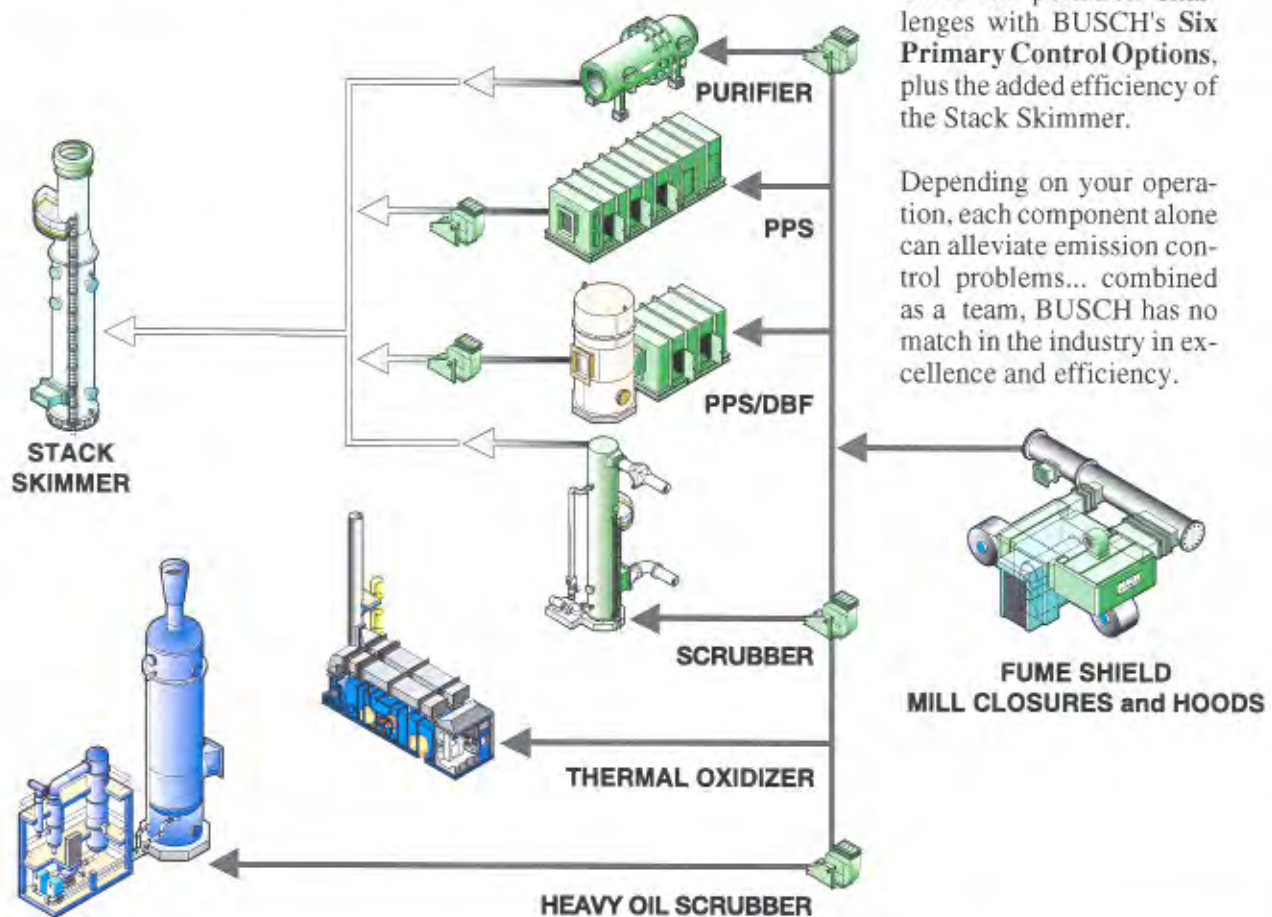 lenges with BUSCH's Six
Primary Control Options,
plus the added efficiency of
the Stack Skimmer.
Depending on your opera-
tion, each component alone
can alleviate emission con-
trol problems... combined
as a team, BUSCH has no
match in the industry in ex-
cellence and efficiency.
PURIFIER
PPS
PPS/DBF
STACK
SKIMMER
SCRUBBER
FUME SHIELD
MILL CLOSURES and HOODS
THERMAL OXIDIZER
HEAVY OIL SCRUBBER